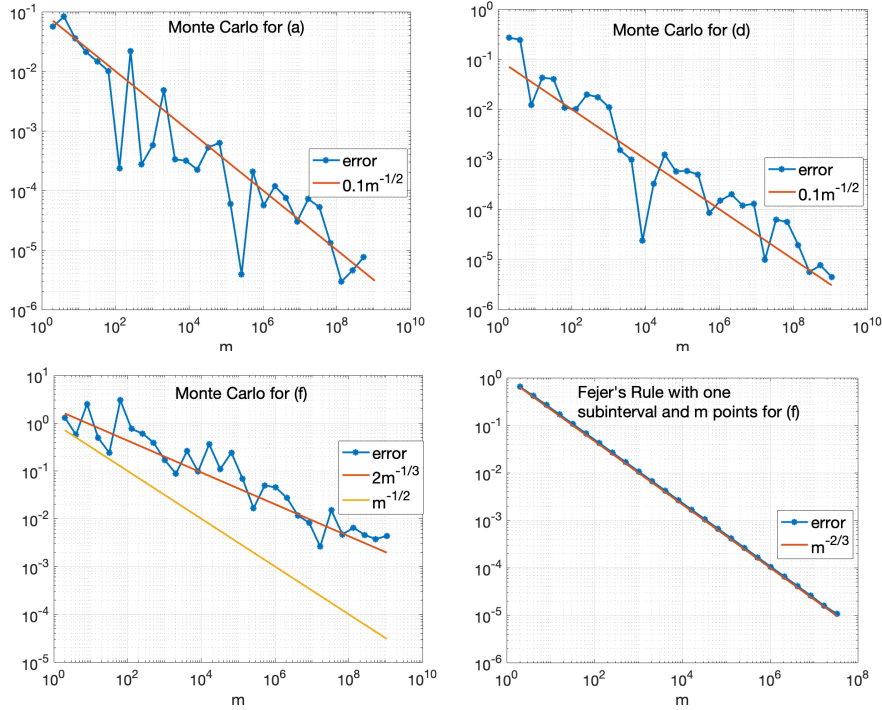 Monte Carlo for (a)
10^-1
10^-2
10^-3
10^-4
10^-5
10^-6
error
0.1m^-1/2
10^0
10^2
10^4
10^6
10^8
10^10
m
Monte Carlo for (d)
10^0
10^-1
10^-2
10^-3
10^-4
10^-5
10^-6
error
0.1m^-1/2
10^0
10^2
10^4
10^6
10^8
10^10
m
Monte Carlo for (f)
10^1
10^0
10^-1
10^-2
10^-3
10^-4
10^-5
error
2m^-1/3
m^-1/2
10^0
10^2
10^4
10^6
10^8
10^10
m
Fejer's Rule with one
subinterval and m points for (f)
10^0
10^-1
10^-2
10^-3
10^-4
10^-5
10^-6
error
m^-2/3
10^0
10^2
10^4
10^6
10^8
m